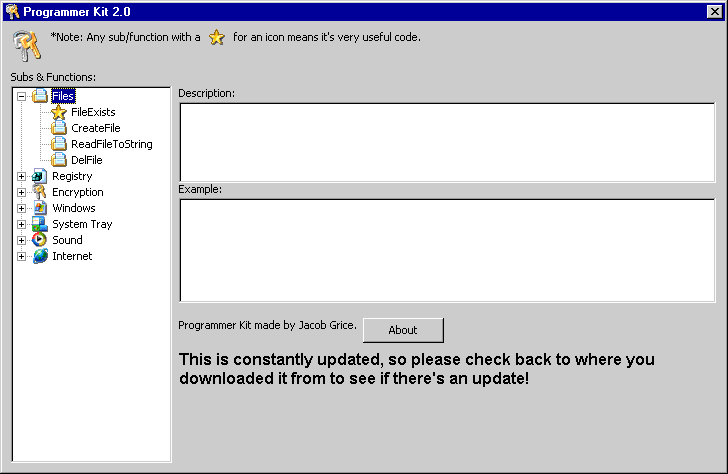 Programmer Kit 2.0
*Note: Any sub/function with a for an icon means it's very useful code.
Subs & Functions:
Files
FileExists
CreateFile
ReadFileToString
DelFile
Registry
Encryption
Windows
System Tray
Sound
Internet
Description:
Example:
Programmer Kit made by Jacob Grice.
About
This is constantly updated, so please check back to where you
downloaded it from to see if there's an update!